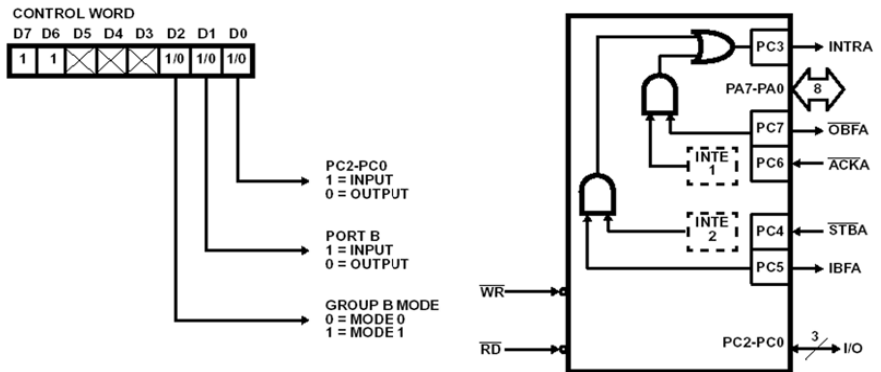 CONTROL WORD
D7 D6 D5 D4 D3 D2 D1 D0
1 1 1/0 1/0 1/0
PC2-PC0
1 = INPUT
0 = OUTPUT
PORT B
1 = INPUT
0 = OUTPUT
GROUP B MODE
0 = MODE 0
1 = MODE 1
PC3 INTRA
PA7-PA0 8
PC7 OBFA
INTE
1
PC6 ACKA
INTE
2
PC4 STBA
PC5 IBFA
WR
RD
PC2-PC0 3 I/O